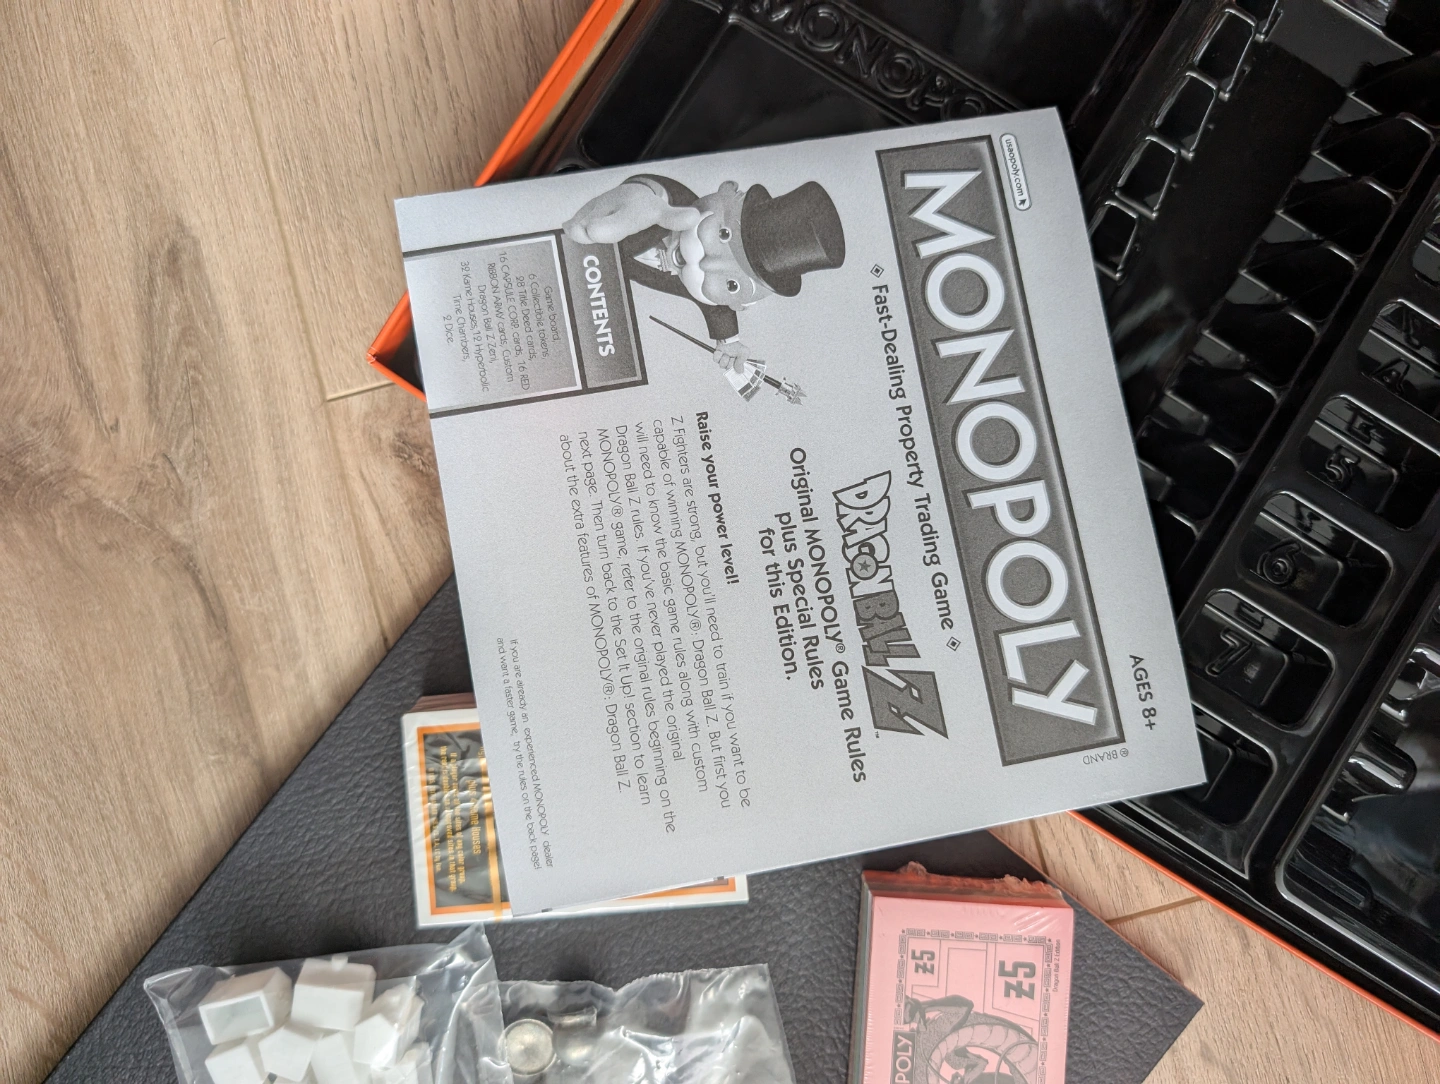 AGES 8+
usaopoly.com
MONOPOLY
® BRAND
Fast-Dealing Property Trading Game
DRAGON BALL Z
™
Original MONOPOLY® Game Rules
plus Special Rules
for this Edition.
Raise your power level!
Z Fighters are strong, but you'll need to train if you want to be
capable of winning MONOPOLY®: Dragon Ball Z. But first you
will need to know the basic game rules along with custom
Dragon Ball Z rules. If you've never played the original
MONOPOLY® game, refer to the original rules beginning on the
next page. Then turn back to the Set It Up! section to learn
about the extra features of MONOPOLY®: Dragon Ball Z.
CONTENTS
Game board,
6 Collectible tokens,
28 Title Deed cards,
16 CAPSULE CORP. cards, 16 RED
RIBBON ARMY cards, Custom
Dragon Ball Z Zeni,
32 Kame Houses, 12 Hyperbolic
Time Chambers,
2 Dice.
If you are already an experienced MONOPOLY dealer
and want a faster game, try the rules on the back page!
MONOPOLY
4
5
6
7
Z5
Z5
Dragon Ball Z Edition